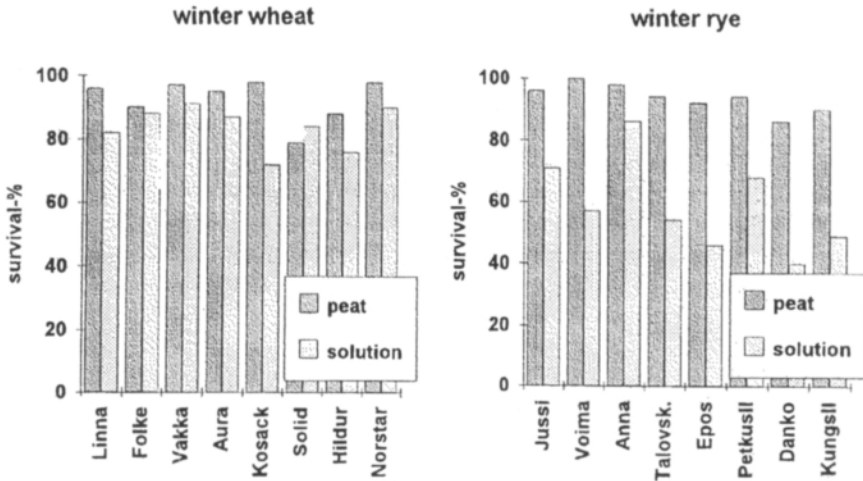 winter wheat
survival-%
100
80
60
40
20
0
peat
solution
Linna
Folke
Vakka
Aura
Kosack
Solid
Hildur
Norstar
winter rye
survival-%
100
80
60
40
20
0
peat
solution
Jussi
Voima
Anna
Talovsk.
Epos
PetkusII
Danko
KungsII